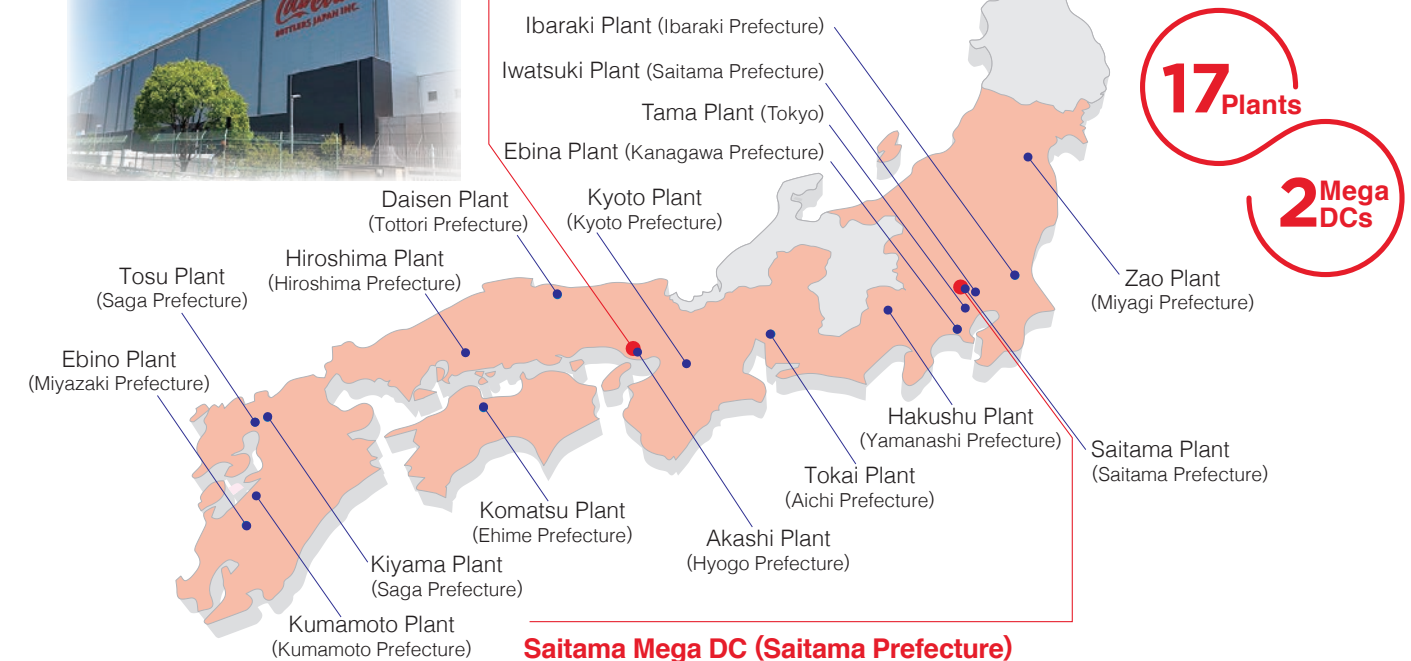 BOTTLERS JAPAN INC.
Ibaraki Plant (Ibaraki Prefecture)
Iwatsuki Plant (Saitama Prefecture)
Tama Plant (Tokyo)
Ebina Plant (Kanagawa Prefecture)
17 Plants
2 Mega
DCs
Daisen Plant
(Tottori Prefecture)
Kyoto Plant
(Kyoto Prefecture)
Hiroshima Plant
(Hiroshima Prefecture)
Tosu Plant
(Saga Prefecture)
Zao Plant
(Miyagi Prefecture)
Ebino Plant
(Miyazaki Prefecture)
Hakushu Plant
(Yamanashi Prefecture)
Saitama Plant
(Saitama Prefecture)
Tokai Plant
(Aichi Prefecture)
Komatsu Plant
(Ehime Prefecture)
Akashi Plant
(Hyogo Prefecture)
Kiyama Plant
(Saga Prefecture)
Kumamoto Plant
(Kumamoto Prefecture)
Saitama Mega DC (Saitama Prefecture)